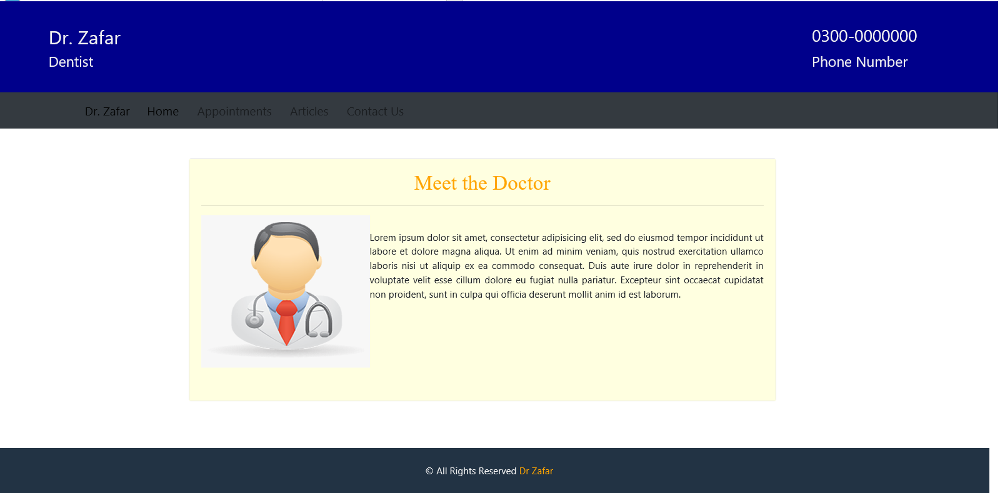 Dr. Zafar
Dentist
0300-0000000
Phone Number
Dr. Zafar Home Appointments Articles Contact Us
Meet the Doctor
Lorem ipsum dolor sit amet, consectetur adipisicing elit, sed do eiusmod tempor incididunt ut
labore et dolore magna aliqua. Ut enim ad minim veniam, quis nostrud exercitation ullamco
laboris nisi ut aliquip ex ea commodo consequat. Duis aute irure dolor in reprehenderit in
voluptate velit esse cillum dolore eu fugiat nulla pariatur. Excepteur sint occaecat cupidatat
non proident, sunt in culpa qui officia deserunt mollit anim id est laborum.
© All Rights Reserved Dr Zafar